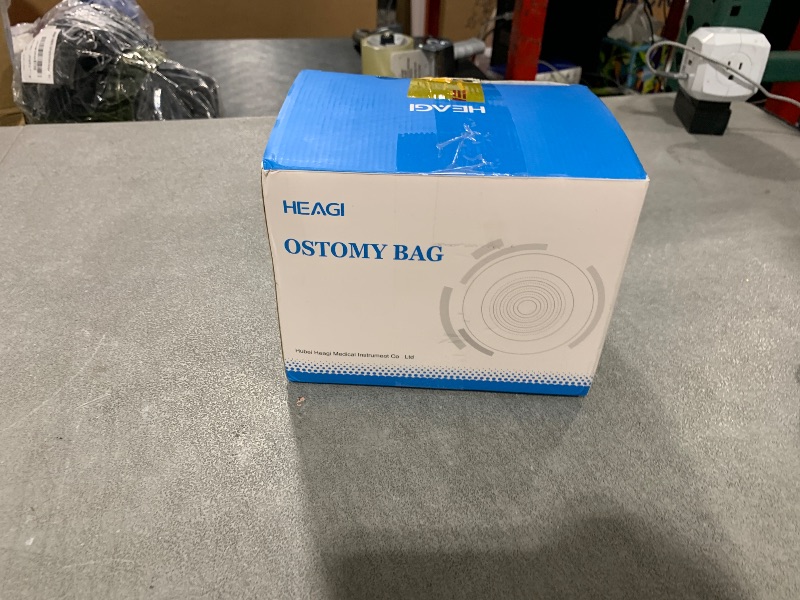 HEAGI
HEAGI
OSTOMY BAG
Hubei Heagi Medical Instrument Co Ltd